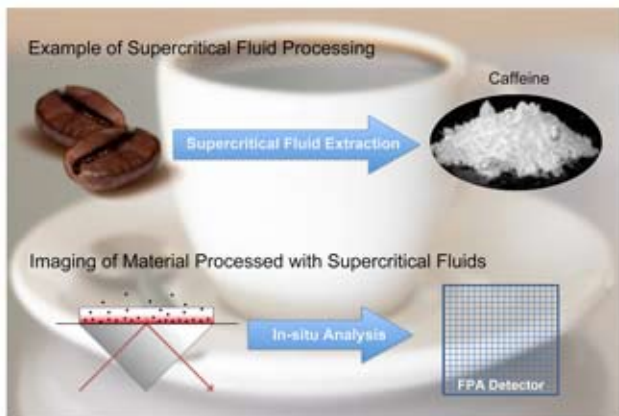 Example of Supercritical Fluid Processing
Caffeine
Supercritical Fluid Extraction
Imaging of Material Processed with Supercritical Fluids
In-situ Analysis
FPA Detector